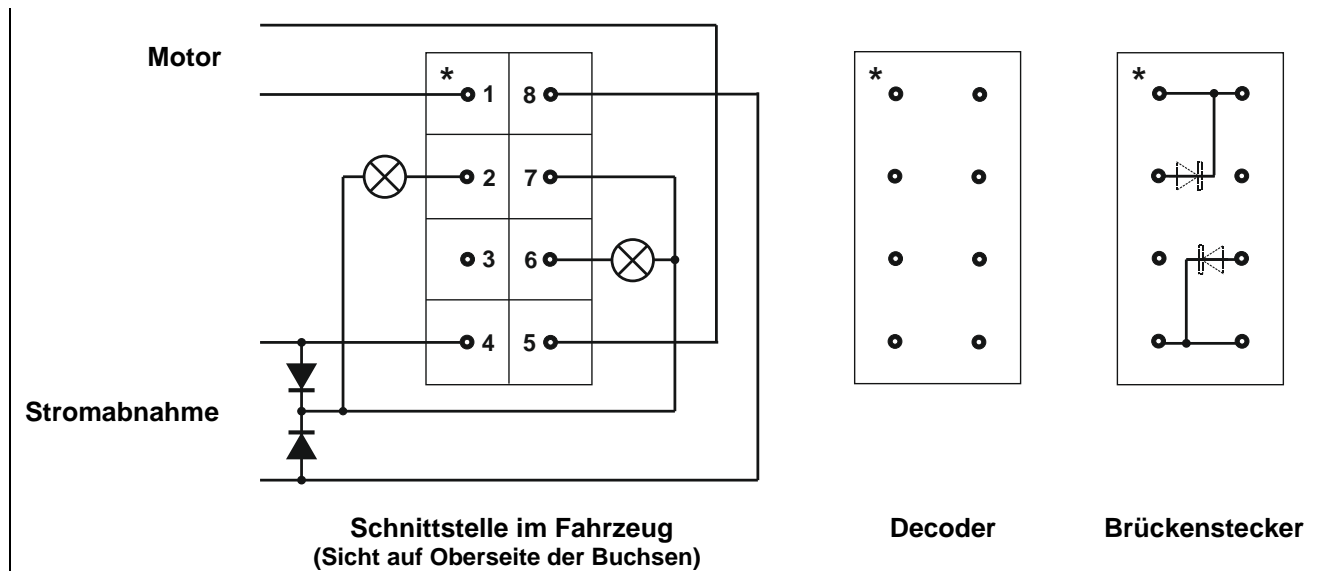 Motor
* 1 8
2 7
3 6
4 5
*
*
Stromabnahme
Schnittstelle im Fahrzeug
(Sicht auf Oberseite der Buchsen)
Decoder
Brückenstecker